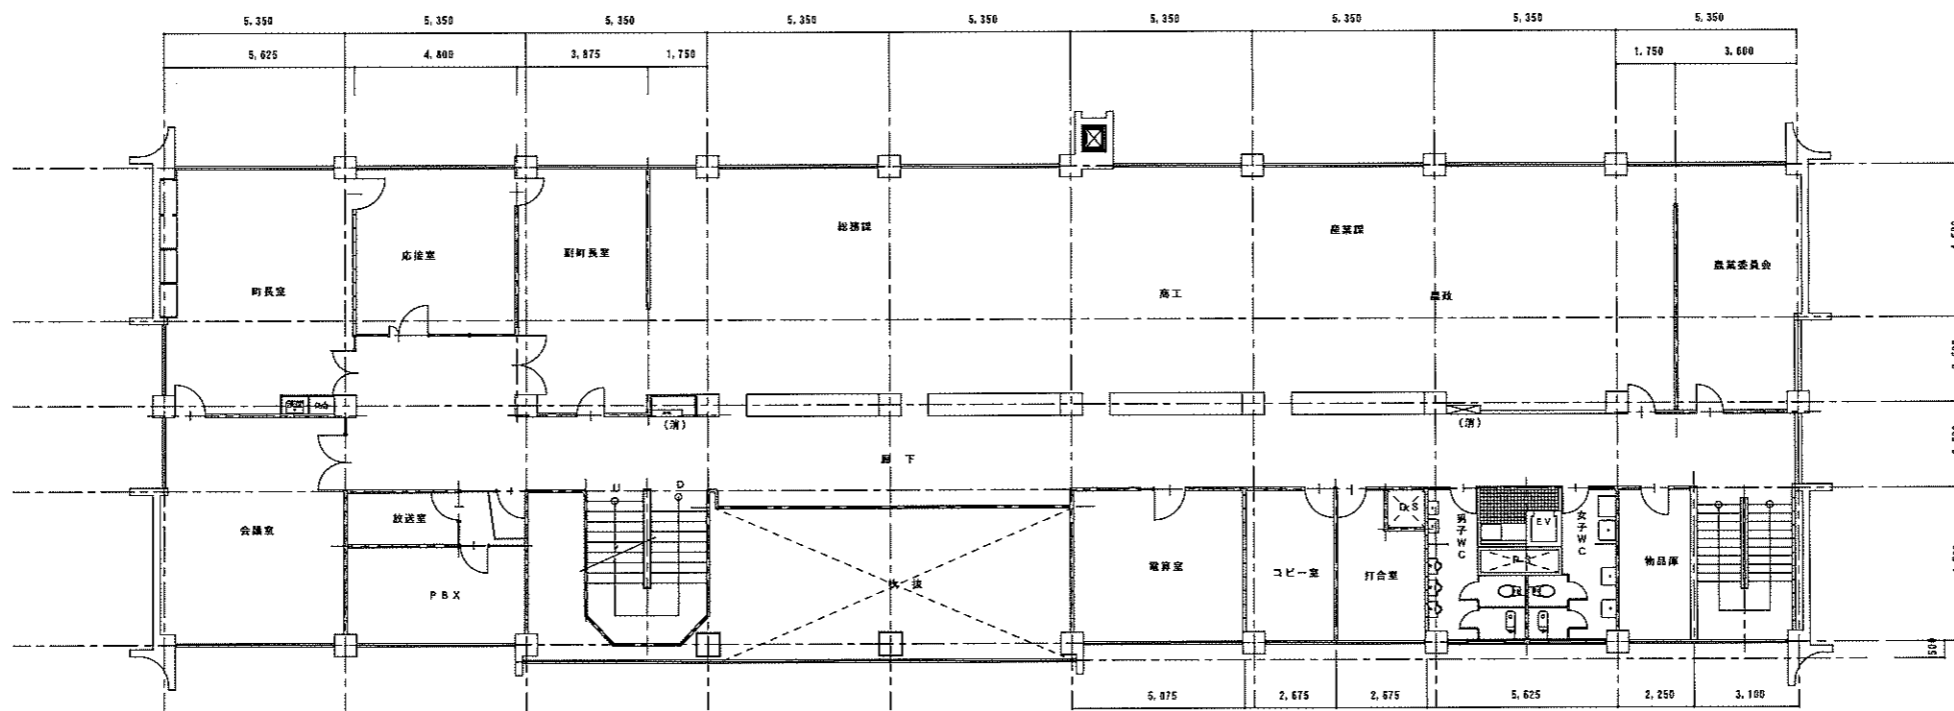 5,350 5,350 5,350 5,350 5,350 5,350 5,350 5,350 5,350
5,625 4,800 3,875 1,750 1,750 3,600
総務課
産業課
応接室
副町長室
農業委員会
町長室
商工
農政
(消)
(消)
廊下
U
D
放送室
会議室
PBX
吹抜
電算室
コピー室
打合室
DS
男子WC
EV
女子WC
物品庫
500
5,075 2,675 2,675 5,625 2,250 3,100